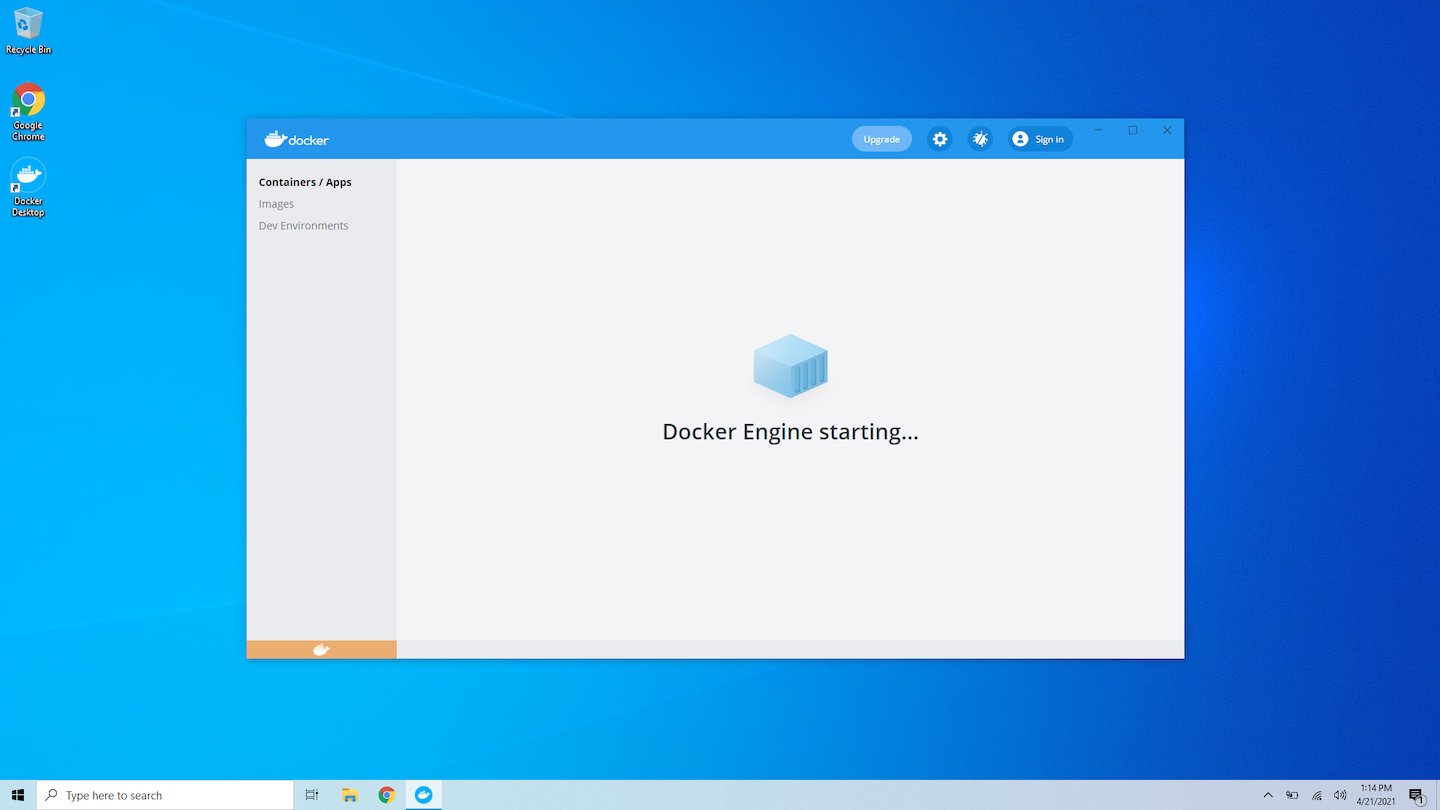 Recycle Bin
Google
Chrome
Docker
Desktop
docker
Upgrade
Sign in
Containers / Apps
Images
Dev Environments
Docker Engine starting...
Type here to search
1:14 PM
4/21/2021
1